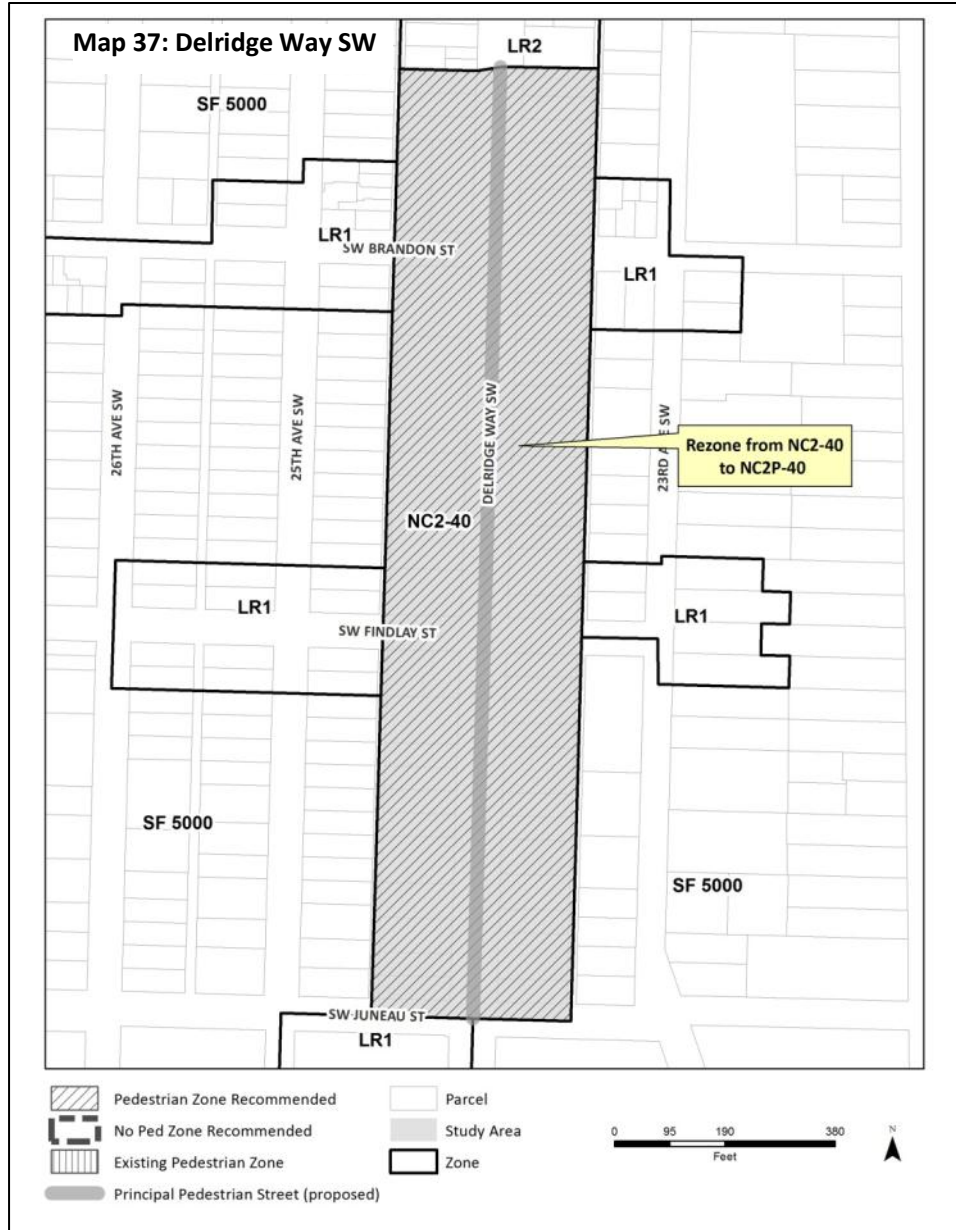 Map 37: Delridge Way SW
LR2
SF 5000
LR1
SW BRANDON ST
LR1
26TH AVE SW
25TH AVE SW
DELRIDGE WAY SW
23RD AVE SW
Rezone from NC2-40
to NC2P-40
NC2-40
LR1
SW FINDLAY ST
LR1
SF 5000
SF 5000
SW JUNEAU ST
LR1
Pedestrian Zone Recommended
No Ped Zone Recommended
Existing Pedestrian Zone
Principal Pedestrian Street (proposed)
Parcel
Study Area
Zone
0 95 190 380
Feet
N